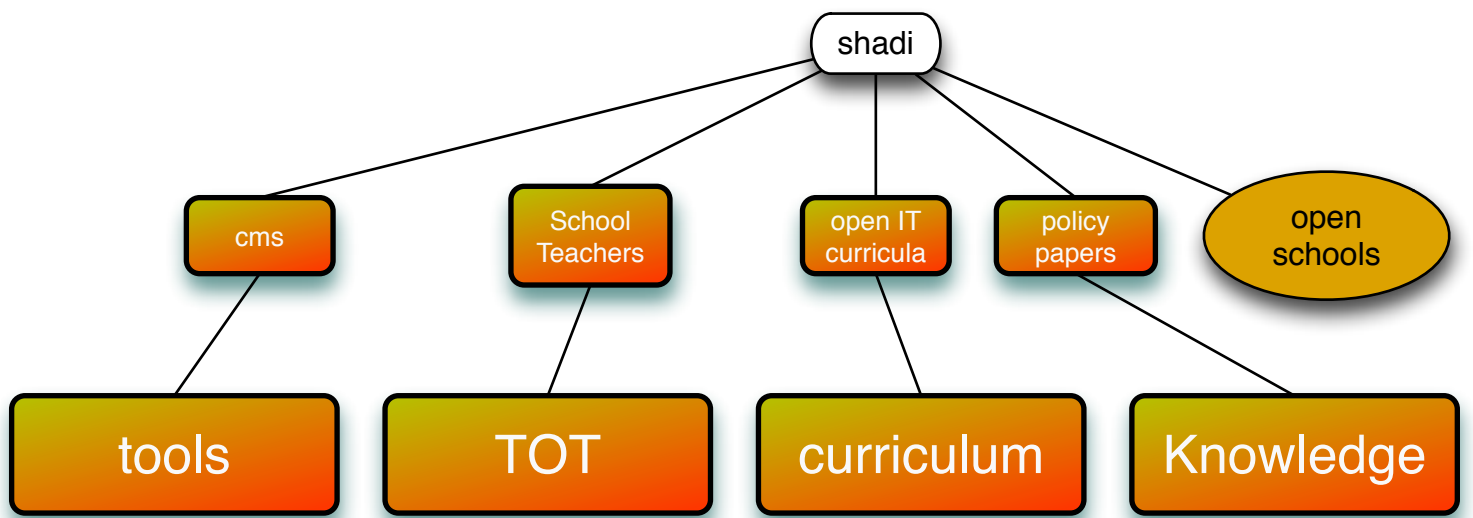 shadi
cms
School
Teachers
open IT
curricula
policy
papers
open
schools
tools
TOT
curriculum
Knowledge